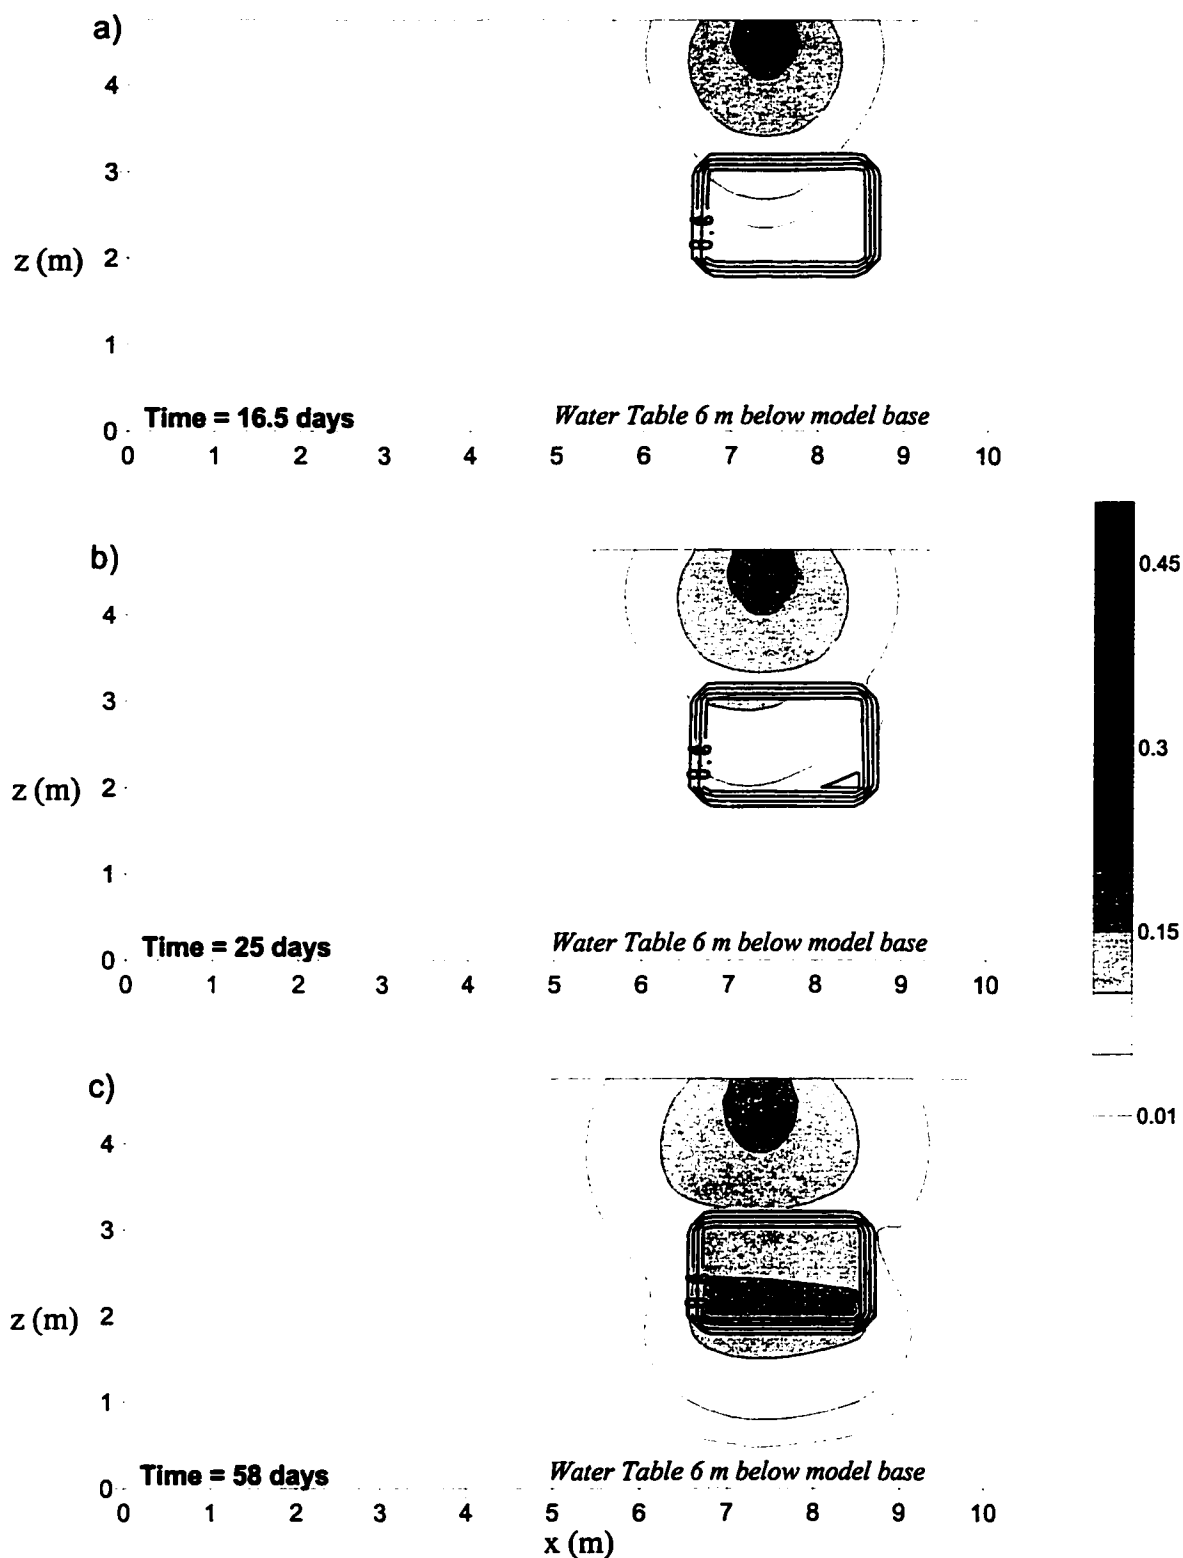 a)
4
3
z (m) 2
1
Time = 16.5 days
Water Table 6 m below model base
0
0 1 2 3 4 5 6 7 8 9 10
b)
4
3
z (m) 2
1
Time = 25 days
Water Table 6 m below model base
0
0 1 2 3 4 5 6 7 8 9 10
0.45
0.3
0.15
0.01
c)
4
3
z (m) 2
1
Time = 58 days
Water Table 6 m below model base
0
0 1 2 3 4 5 6 7 8 9 10
x (m)